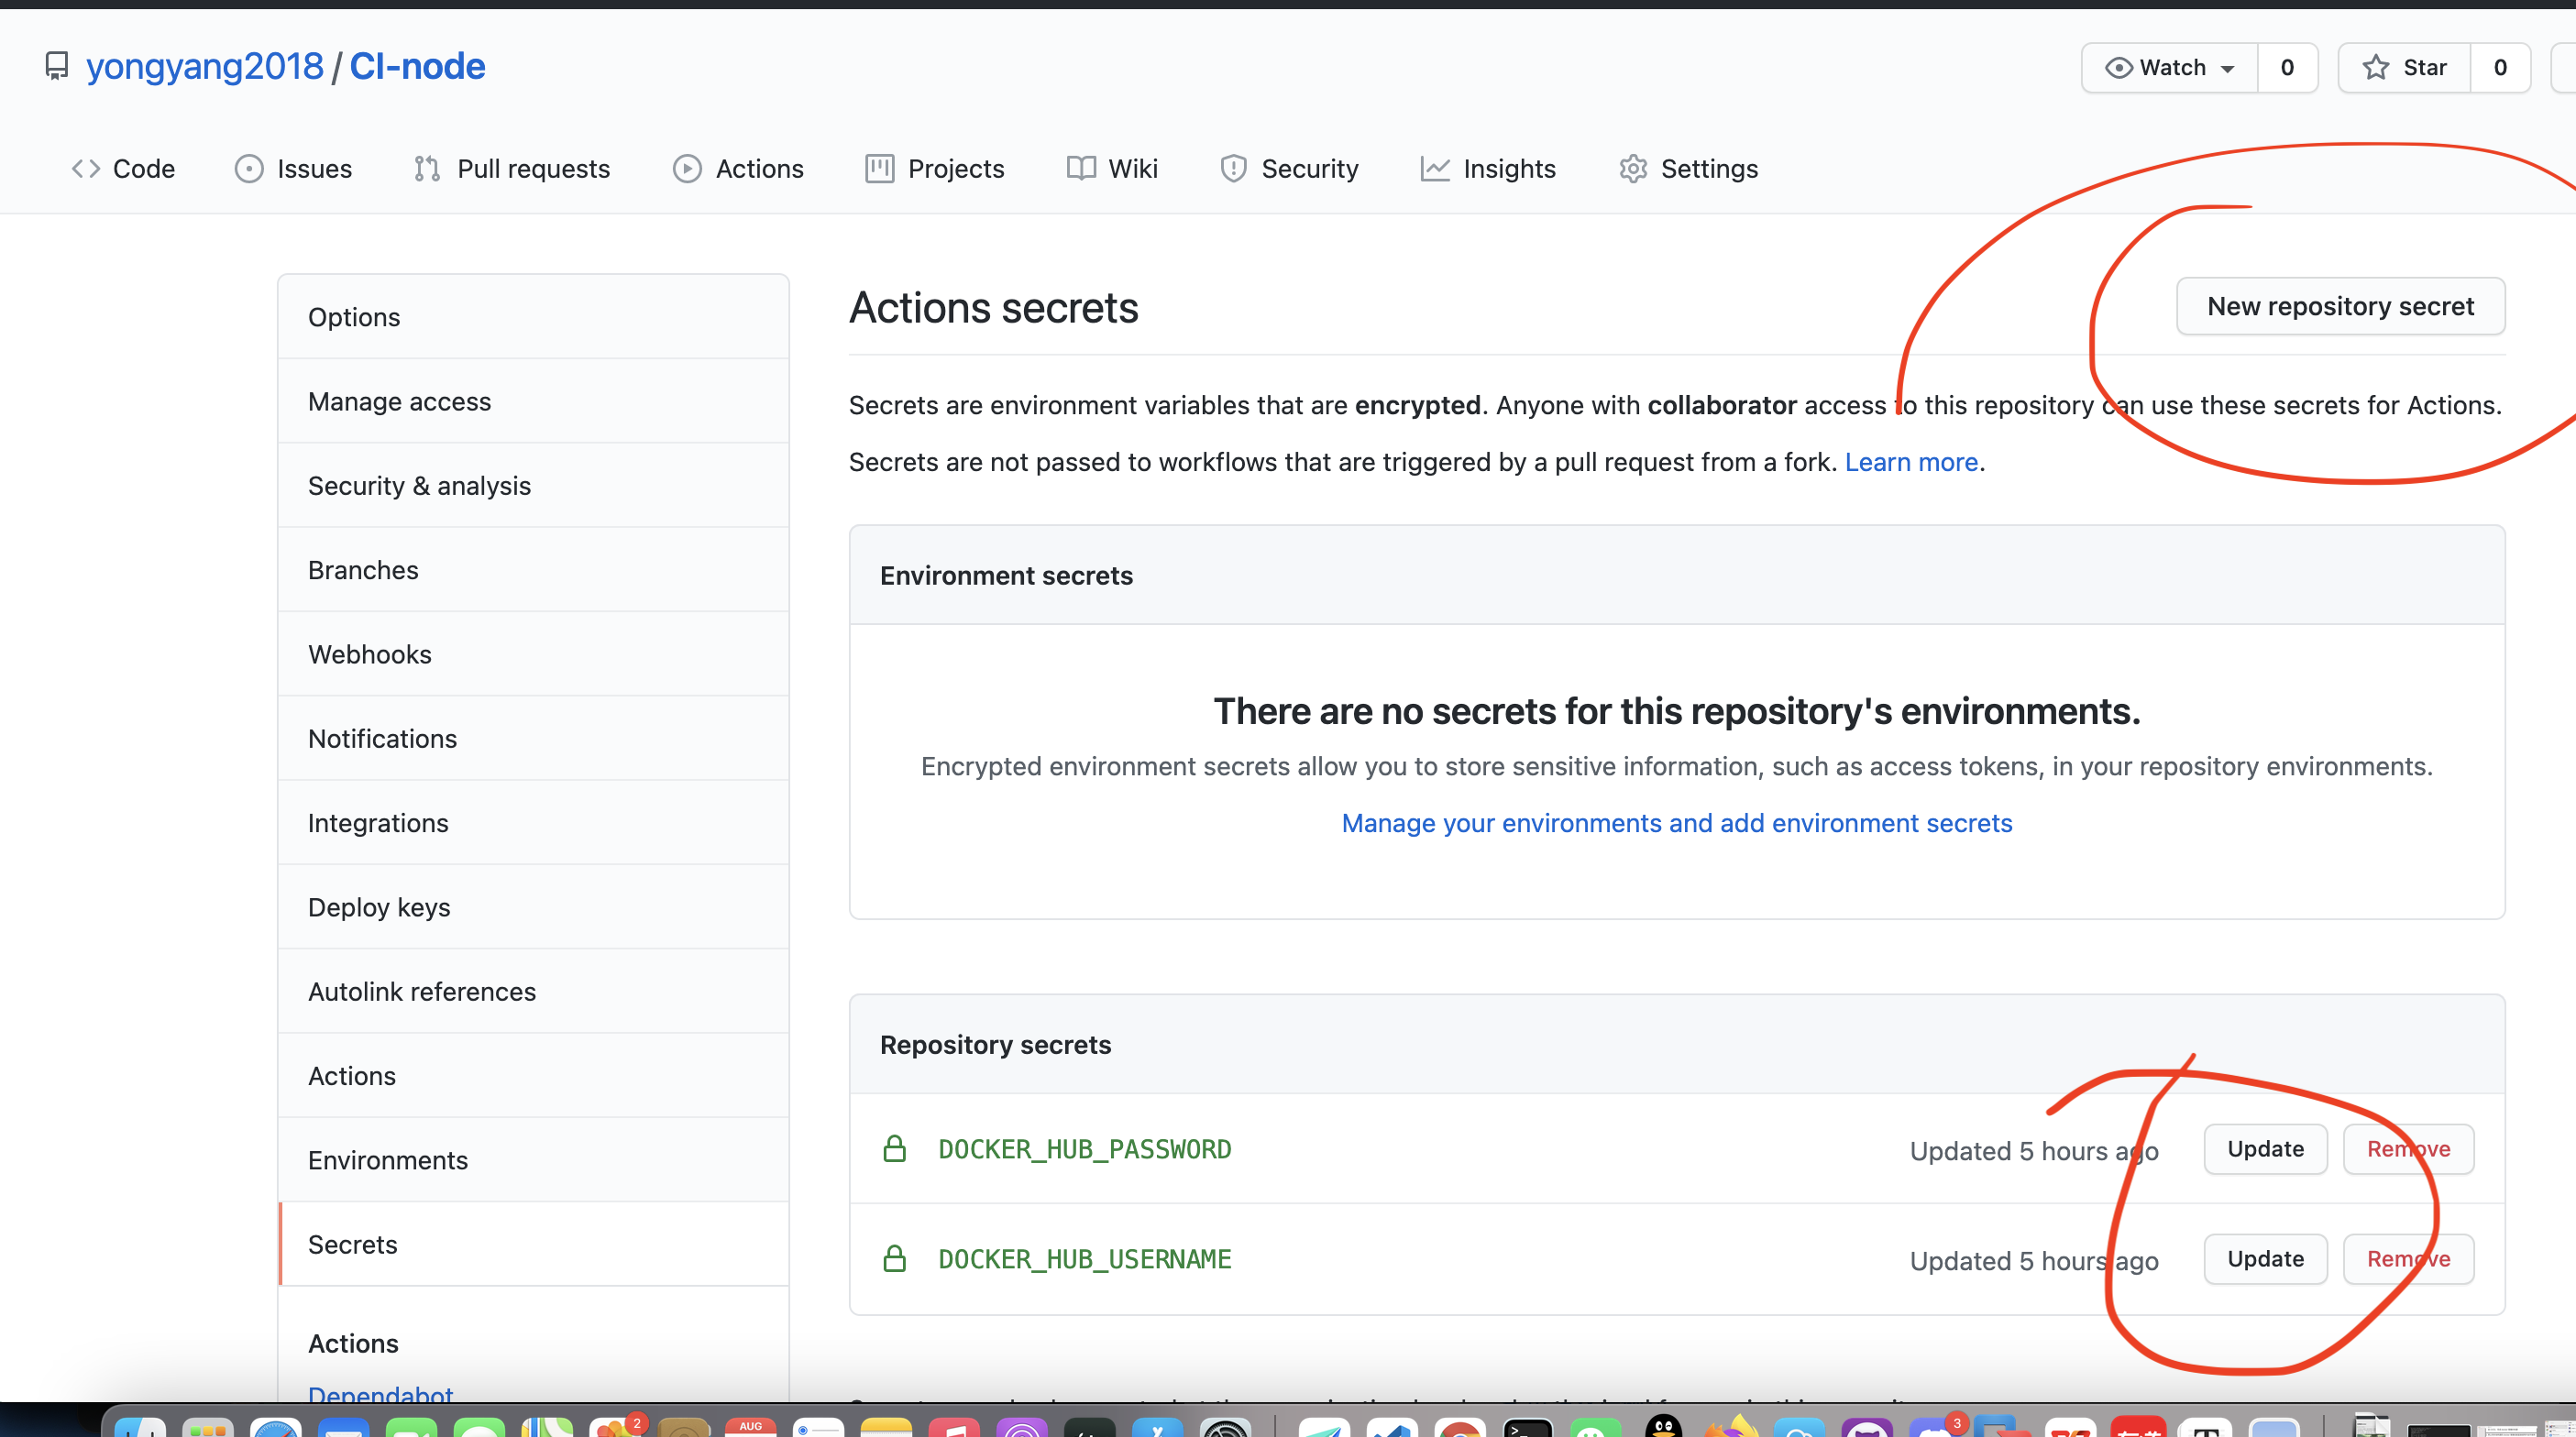 yongyang2018 / CI-node
Watch 0 Star 0
Code Issues Pull requests Actions Projects Wiki Security Insights Settings
Options
Manage access
Security & analysis
Branches
Webhooks
Notifications
Integrations
Deploy keys
Autolink references
Actions
Environments
Secrets
Actions
Dependabot
Actions secrets
New repository secret
Secrets are environment variables that are encrypted. Anyone with collaborator access to this repository can use these secrets for Actions.
Secrets are not passed to workflows that are triggered by a pull request from a fork. Learn more.
Environment secrets
There are no secrets for this repository's environments.
Encrypted environment secrets allow you to store sensitive information, such as access tokens, in your repository environments.
Manage your environments and add environment secrets
Repository secrets
DOCKER_HUB_PASSWORD Updated 5 hours ago Update Remove
DOCKER_HUB_USERNAME Updated 5 hours ago Update Remove
2 AUG 3